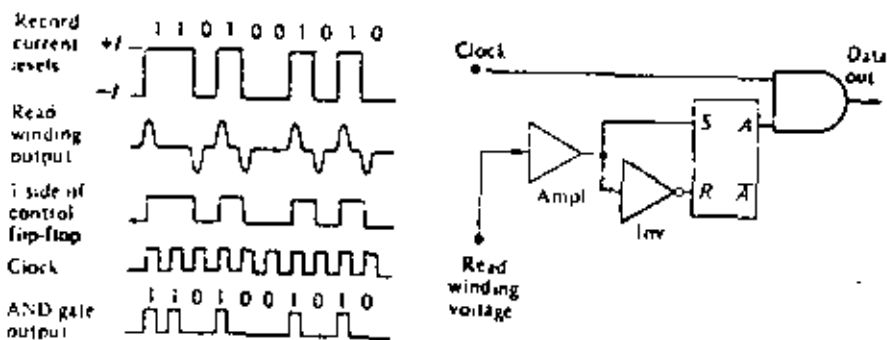 Record
current
levels
+I
−I
1 1 0 1 0 0 1 0 1 0
Read
winding
output
1 side of
control
flip-flop
Clock
AND gate
output
1 1 0 1 0 0 1 0 1 0
Clock
Data
out
S A
R A̅
Ampl
Inv
Read
winding
voltage